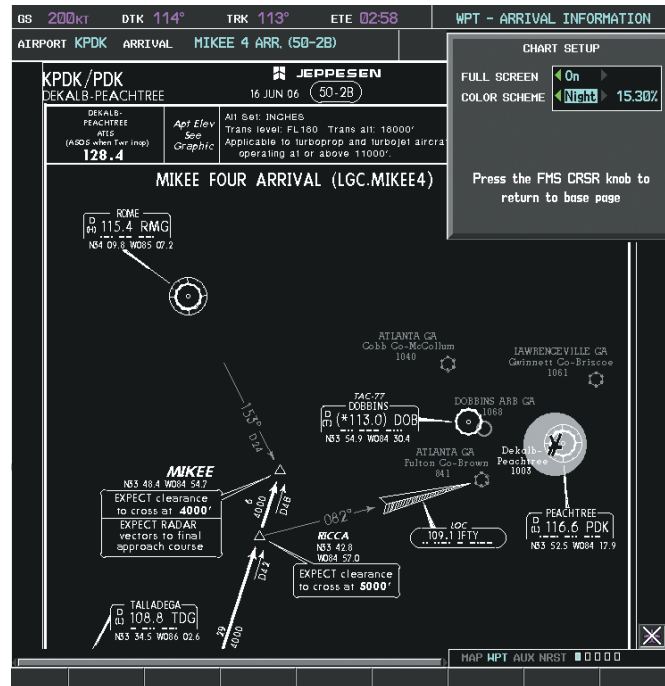 GS 200KT DTK 114° TRK 113° ETE 02:58 WPT - ARRIVAL INFORMATION
AIRPORT KPDK ARRIVAL MIKE 4 ARR. (50-2B)
CHART SETUP
FULL SCREEN On
COLOR SCHEME Night 15.30%
Press the FMS CRSR knob to
return to base page
KPDK/PDK
DEKALB-PEACHTREE
JEPPESEN
16 JUN 06 50-2B
DEKALB-
PEACHTREE
ATIS
(ASOS when Twr inop)
128.4
Apt Elev
See
Graphic
Alt Set: INCHES
Trans level: FL180 Trans alt: 18000'
Applicable to turboprop and turbojet aircra
operating at or above 11000'.
MIKEE FOUR ARRIVAL (LGC.MIKEE4)
ROME
D
(H) 115.4 RMG
N34 09.8 W085 07.2
ATLANTA GA
Cobb Co-McCollum
1040
LAWRENCEVILLE GA
Gwinnett Co-Briscoe
1061
TAC-77
DOBBINS
(*113.0) DOB
N33 54.9 W084 30.4
DOBBINS ARB GA
1068
153°
D24
ATLANTA GA
Fulton Co-Brown
841
Dekalb-
Peachtree
1003
MIKEE
N33 48.4 W084 54.7
EXPECT clearance
to cross at 4000'
EXPECT RADAR
vectors to final
approach course
6
4000
D48
082°
RICCA
N33 42.8
W084 57.0
LOC
109.1 IFTY
PEACHTREE
D
(L) 116.6 PDK
N33 52.5 W084 17.9
EXPECT clearance
to cross at 5000'
D42
29
4000
TALLADEGA
D
(L) 108.8 TDG
N33 34.5 W086 02.6
MAP WPT AUX NRST